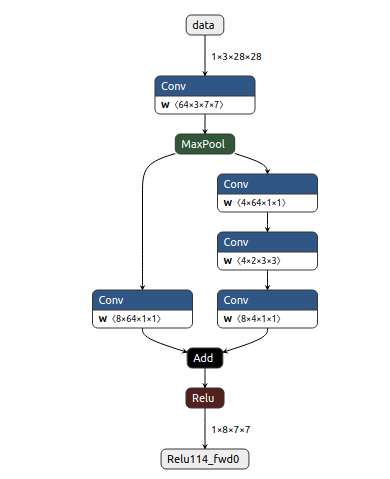 data
1×3×28×28
Conv
W ⟨64×3×7×7⟩
MaxPool
Conv
W ⟨4×64×1×1⟩
Conv
W ⟨4×2×3×3⟩
Conv
W ⟨8×64×1×1⟩
Conv
W ⟨8×4×1×1⟩
Add
Relu
1×8×7×7
Relu114_fwd0